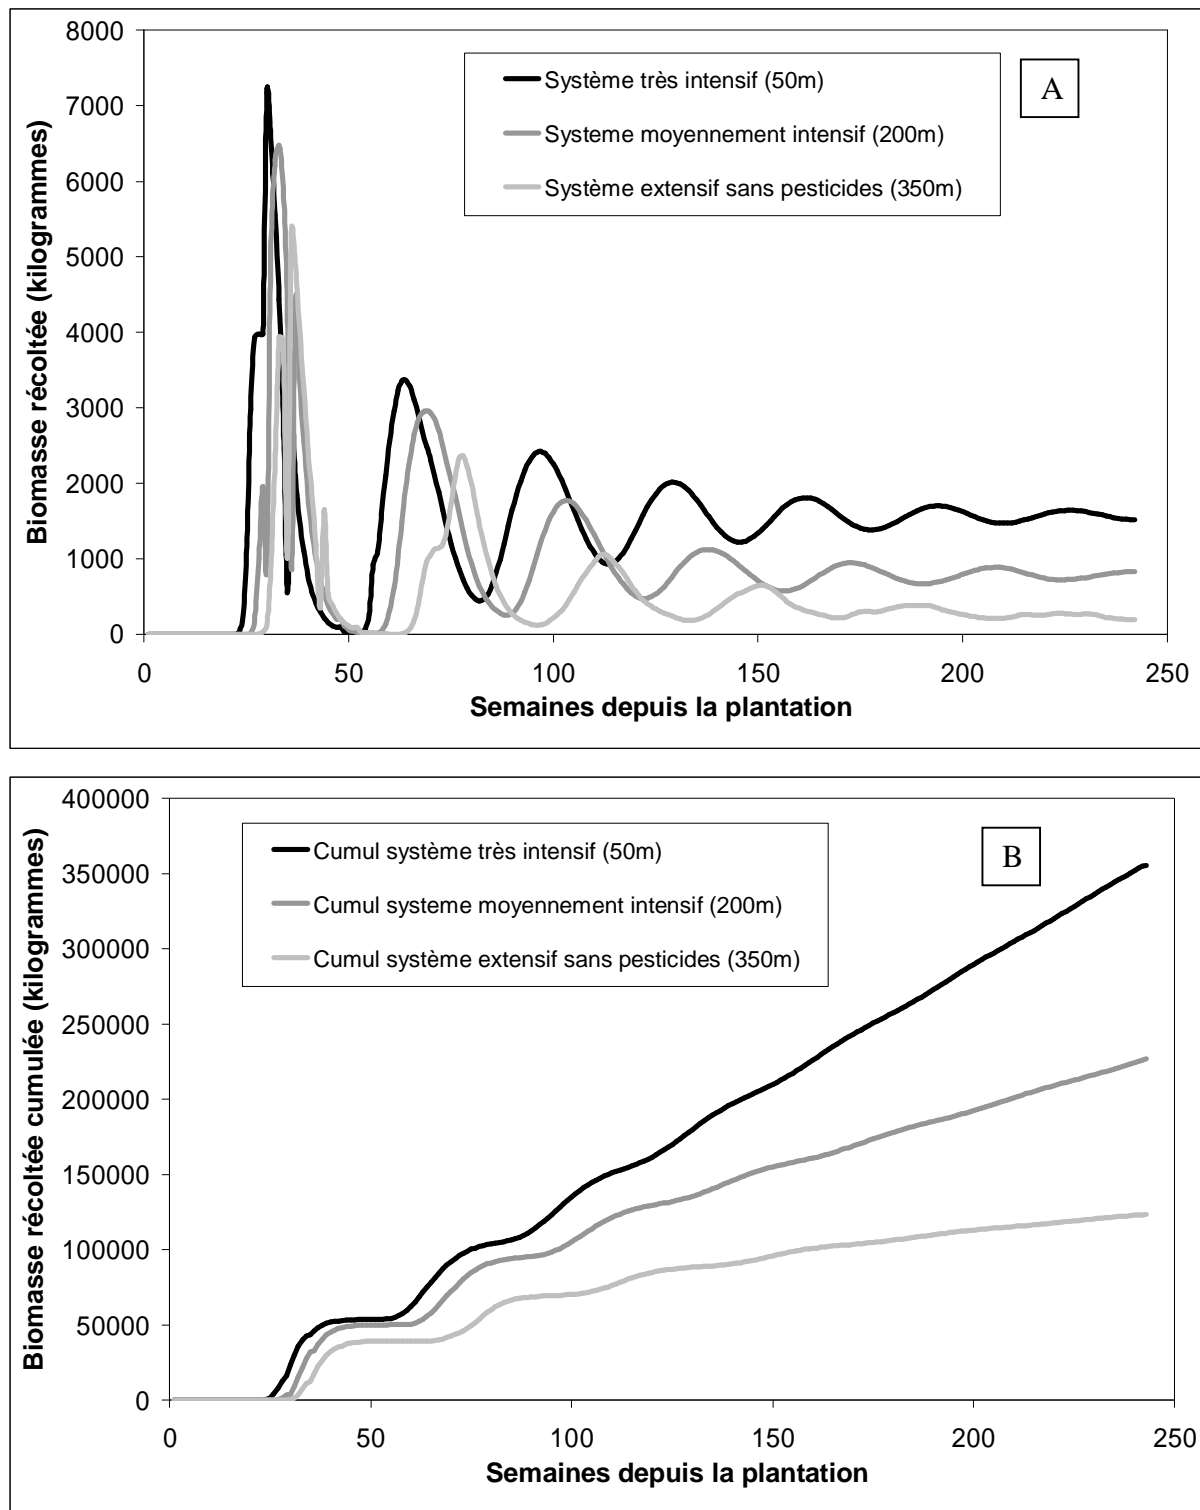 8000
7000
6000
5000
4000
3000
2000
1000
0
Biomasse récoltée (kilogrammes)
Système très intensif (50m)
Systeme moyennement intensif (200m)
Système extensif sans pesticides (350m)
A
0 50 100 150 200 250
Semaines depuis la plantation
400000
350000
300000
250000
200000
150000
100000
50000
0
Biomasse récoltée cumulée (kilogrammes)
Cumul système très intensif (50m)
Cumul systeme moyennement intensif (200m)
Cumul système extensif sans pesticides (350m)
B
0 50 100 150 200 250
Semaines depuis la plantation